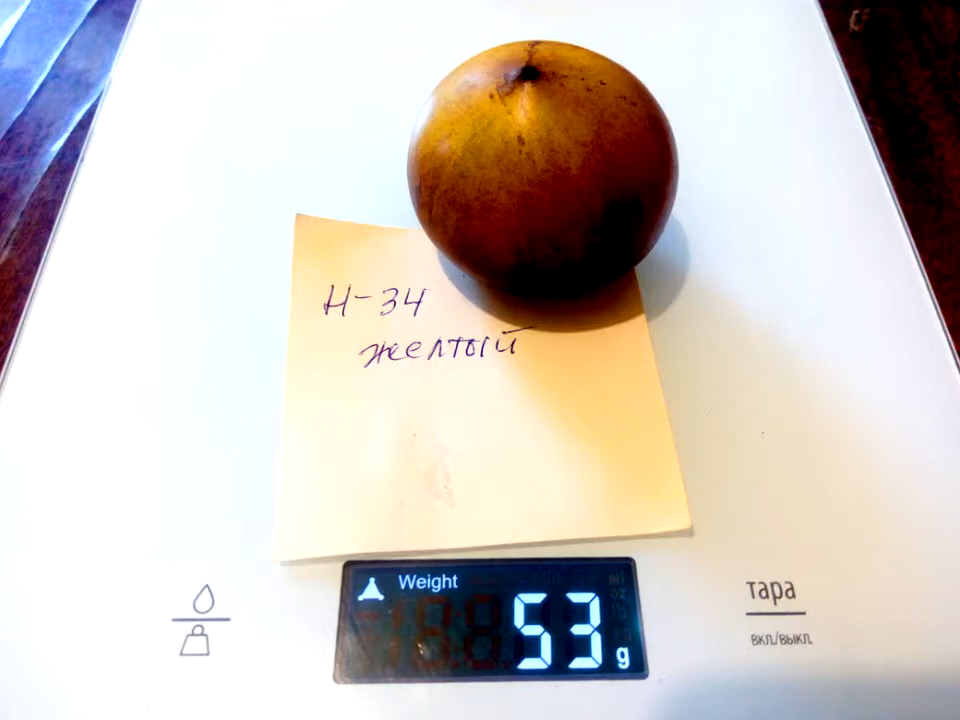 Н-34
желтый
Weight
53 g
тара
вкл/выкл